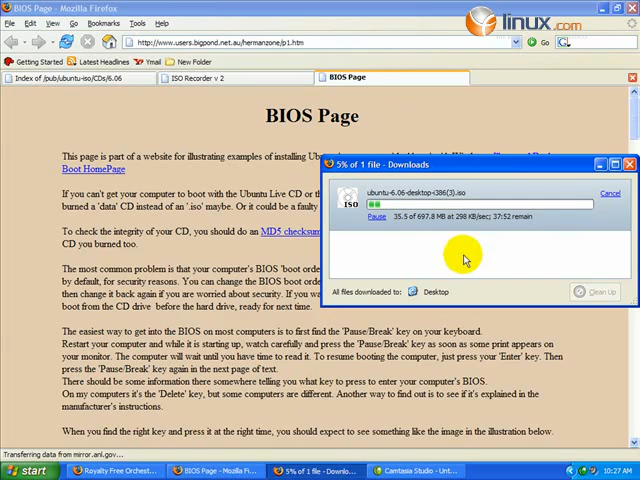 BIOS Page - Mozilla Firefox
File Edit View Go Bookmarks Tools Help
linux.com
http://www.users.bigpond.net.au/hermanzone/p1.htm
Go
Getting Started Latest Headlines Ymail New Folder
Index of /pub/ubuntu-iso/CDs/6.06
ISO Recorder v 2
BIOS Page
BIOS Page
This page is part of a website for illustrating examples of installing
Boot HomePage
If you can't get your computer to boot with the Ubuntu Live CD or th
burned a 'data' CD instead of an '.iso' maybe. Or it could be a faulty
To check the integrity of your CD, you should do an MD5 checksum
CD you burned too.
The most common problem is that your computer's BIOS 'boot orde
by default, for security reasons. You can change the BIOS boot
then change it back again if you are worried about security. If you
boot from the CD drive before the hard drive, ready for next time.
5% of 1 file - Downloads
ubuntu-6.06-desktop-i386(3).iso
Cancel
ISO
Pause 35.5 of 697.8 MB at 298 KB/sec; 37:52 remain
All files downloaded to: Desktop
Clean Up
The easiest way to get into the BIOS on most computers is to first find the 'Pause/Break' key on your keyboard.
Restart your computer and while it is starting up, watch carefully and press the 'Pause/Break' key as soon as some print appears on
your monitor. The computer will wait until you have time to read it. To resume booting the computer, just press your 'Enter' key. Then
press the 'Pause/Break' key again in the next page of text.
There should be some information there somewhere telling you what key to press to enter your computer's BIOS.
On my computers it's the 'Delete' key, but some computers are different. Another way to find out is to see if it's explained in the
manufacturer's instructions.
When you find the right key and press it at the right time, you should expect to see something like the image in the illustration below.
Transferring data from mirror.anl.gov...
start
Royalty Free Orchest...
BIOS Page - Mozilla Fi...
5% of 1 file - Downlo...
Camtasia Studio - Unt...
10:27 AM